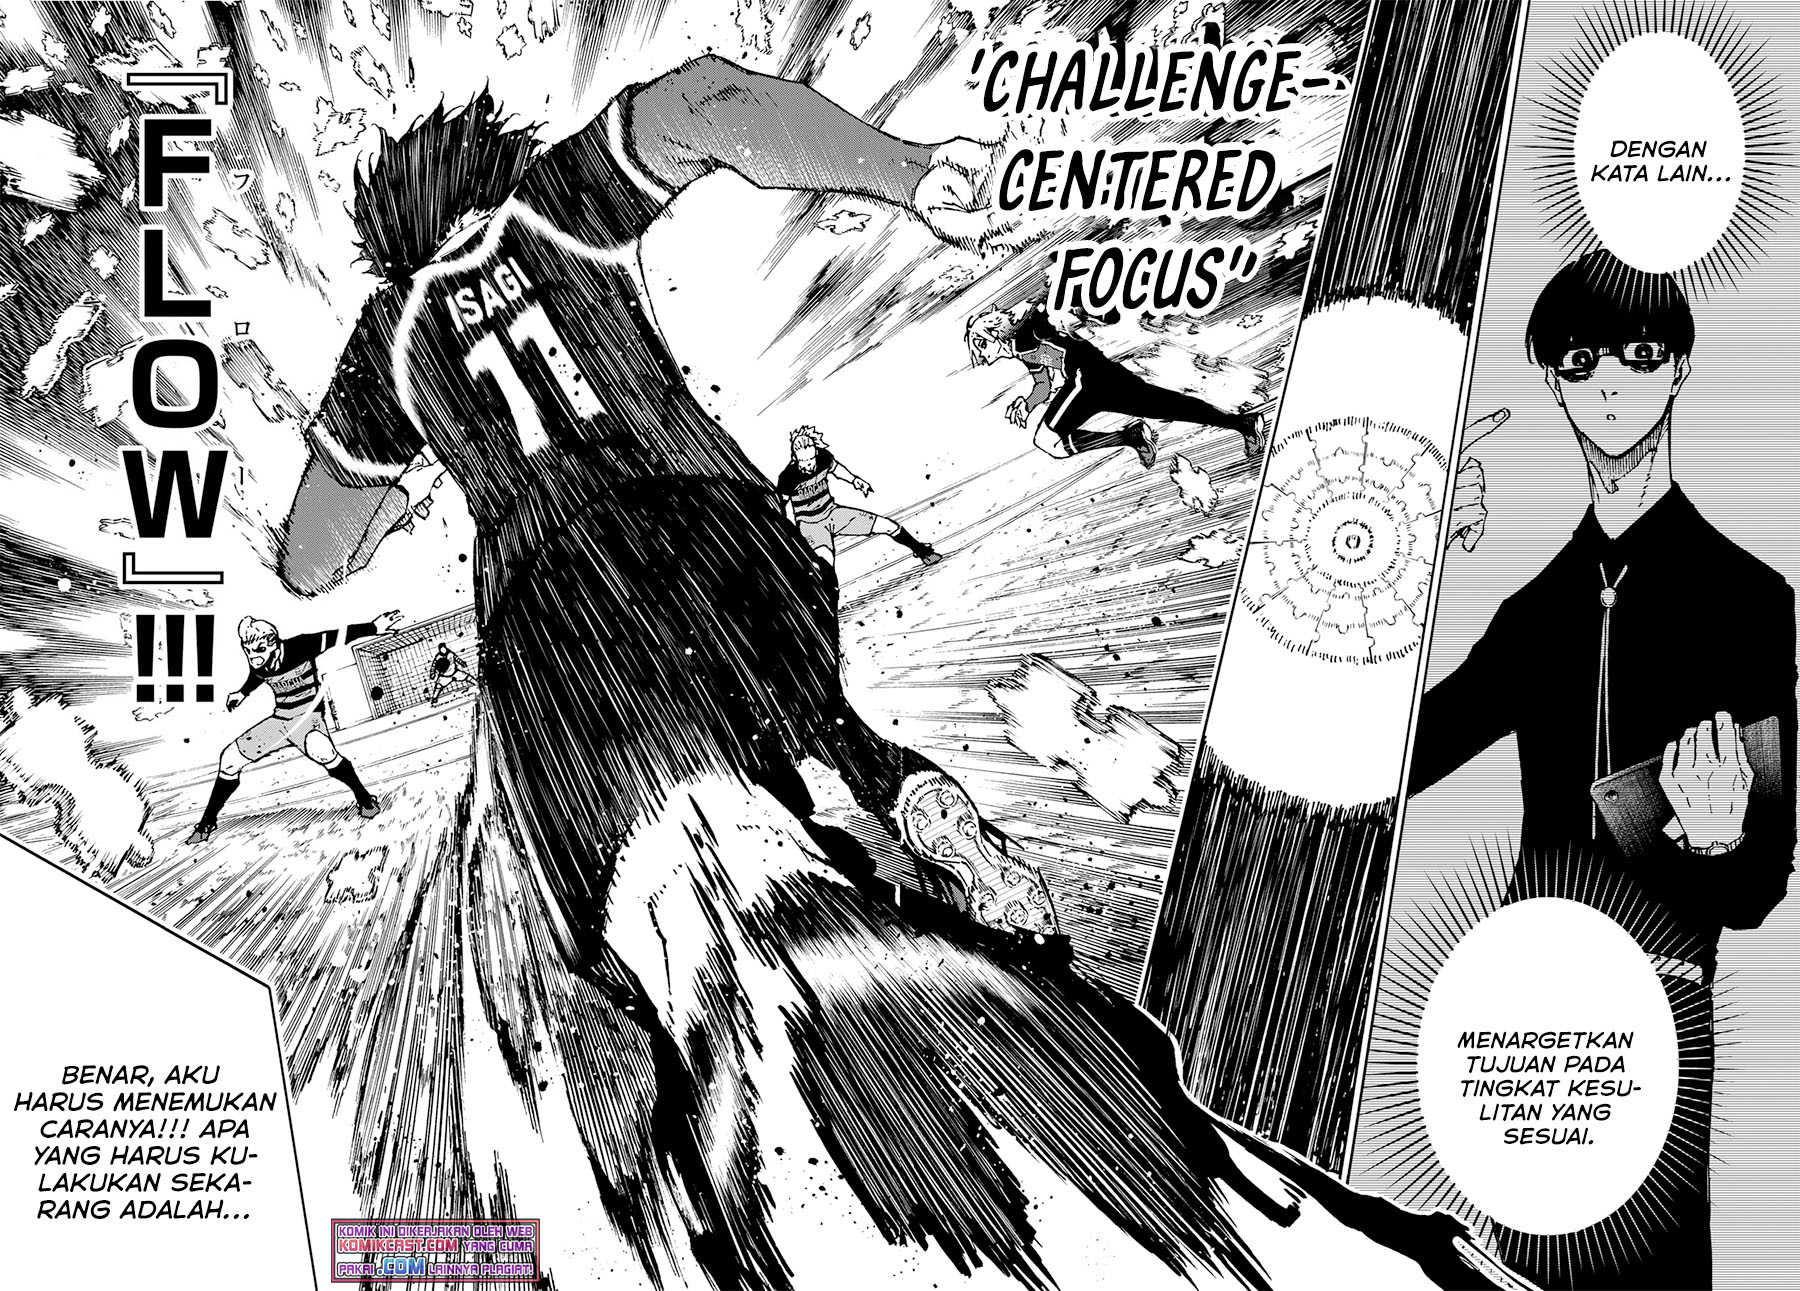 DENGAN
KATA LAIN...
MENARGETKAN
TUJUAN PADA
TINGKAT KESU-
LITAN YANG
SESUAI.
'CHALLENGE-
CENTERED
FOCUS"
『FLOW』!!!
フロー
ISAGI
11
BARCHA
BARCHA
BENAR, AKU
HARUS MENEMUKAN
CARANYA!!! APA
YANG HARUS KU-
LAKUKAN SEKA-
RANG ADALAH...
KOMIK INI DIKERJAKAN OLEH WEB
KOMIKCAST.COM YANG CUMA
PAKAI .COM LAINNYA PLAGIAT!